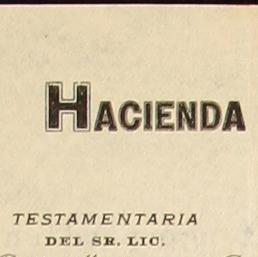 HACIENDA
TESTAMENTARIA
DEL SR. LIC.